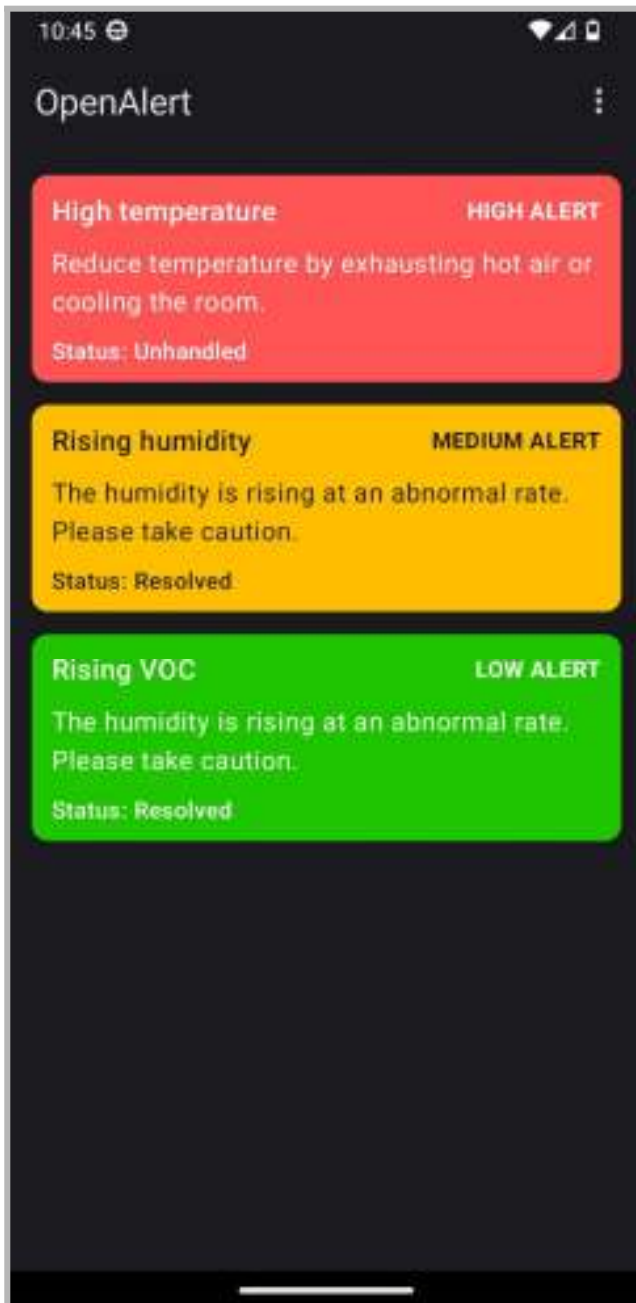 10:45
OpenAlert
High temperature HIGH ALERT
Reduce temperature by exhausting hot air or
cooling the room.
Status: Unhandled
Rising humidity MEDIUM ALERT
The humidity is rising at an abnormal rate.
Please take caution.
Status: Resolved
Rising VOC LOW ALERT
The humidity is rising at an abnormal rate.
Please take caution.
Status: Resolved